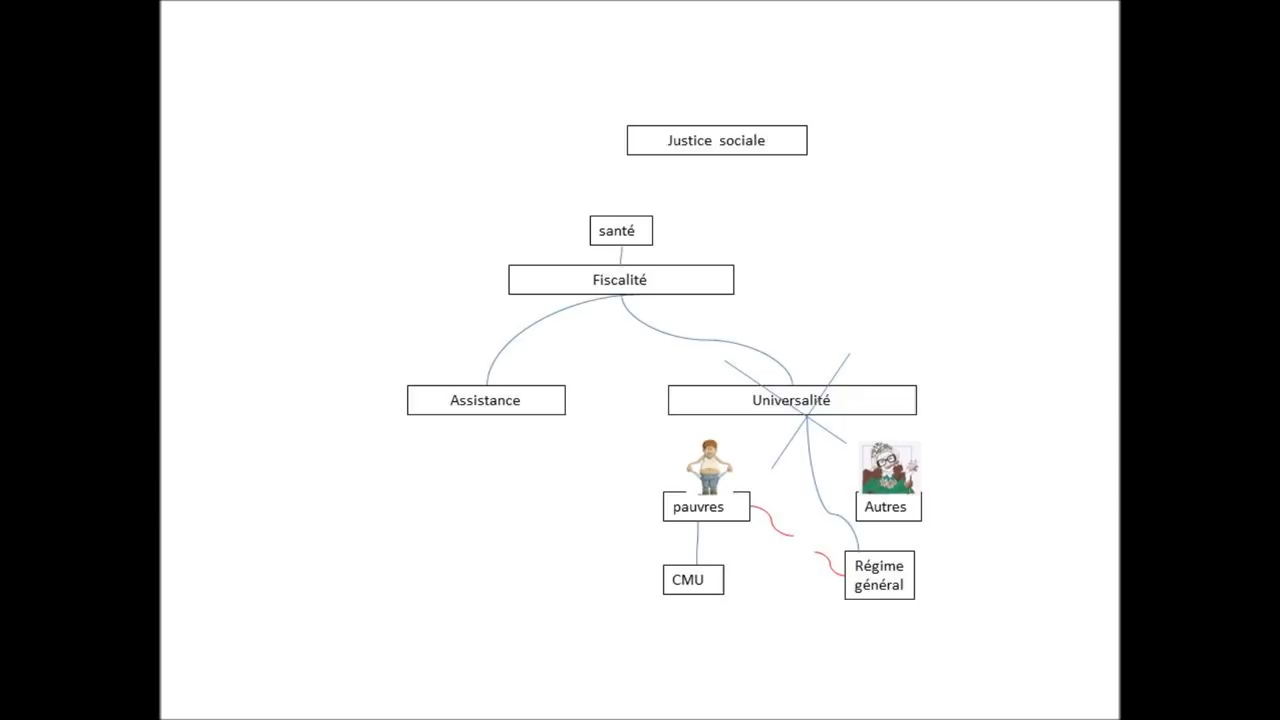 Justice sociale
santé
Fiscalité
Assistance
Universalité
pauvres
Autres
CMU
Régime
général